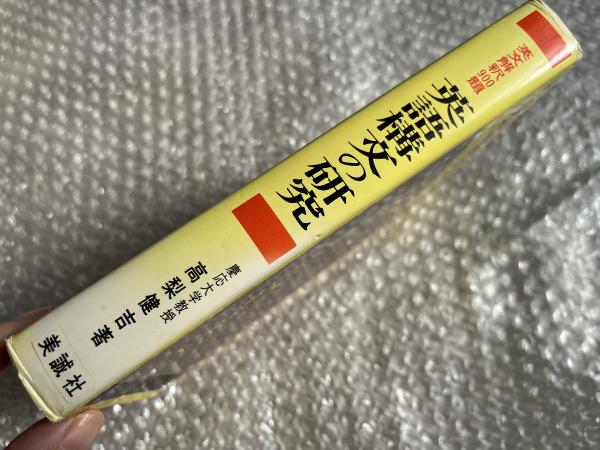 英文解釈900題
英語構文の研究
慶応大学教授
高梨健吉著
美誠社